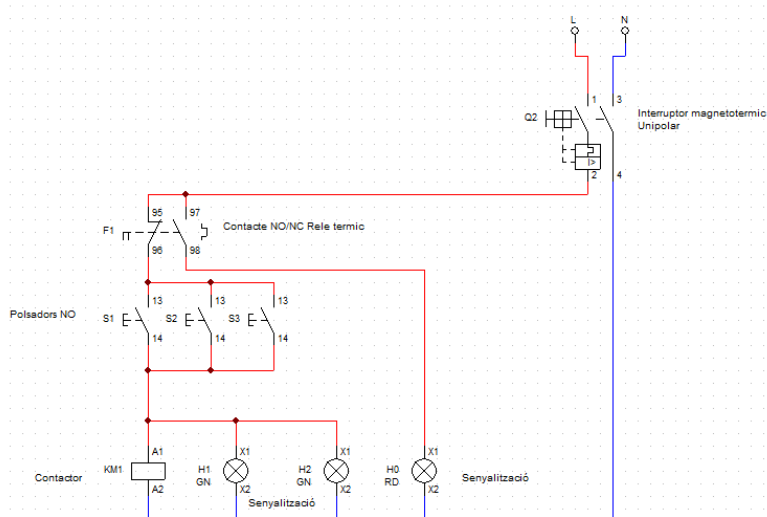 L N
1 3
Q2
Interruptor magnetotermic
Unipolar
I>
2 4
95 97
F1
Contacte NO/NC Rele termic
96 98
13 13 13
Polsadors NO
S1 S2 S3
14 14 14
A1 X1 X1 X1
KM1 H1 H2 H0
GN GN RD
Contactor
Senyalització
A2 X2 X2 X2
Senyalització